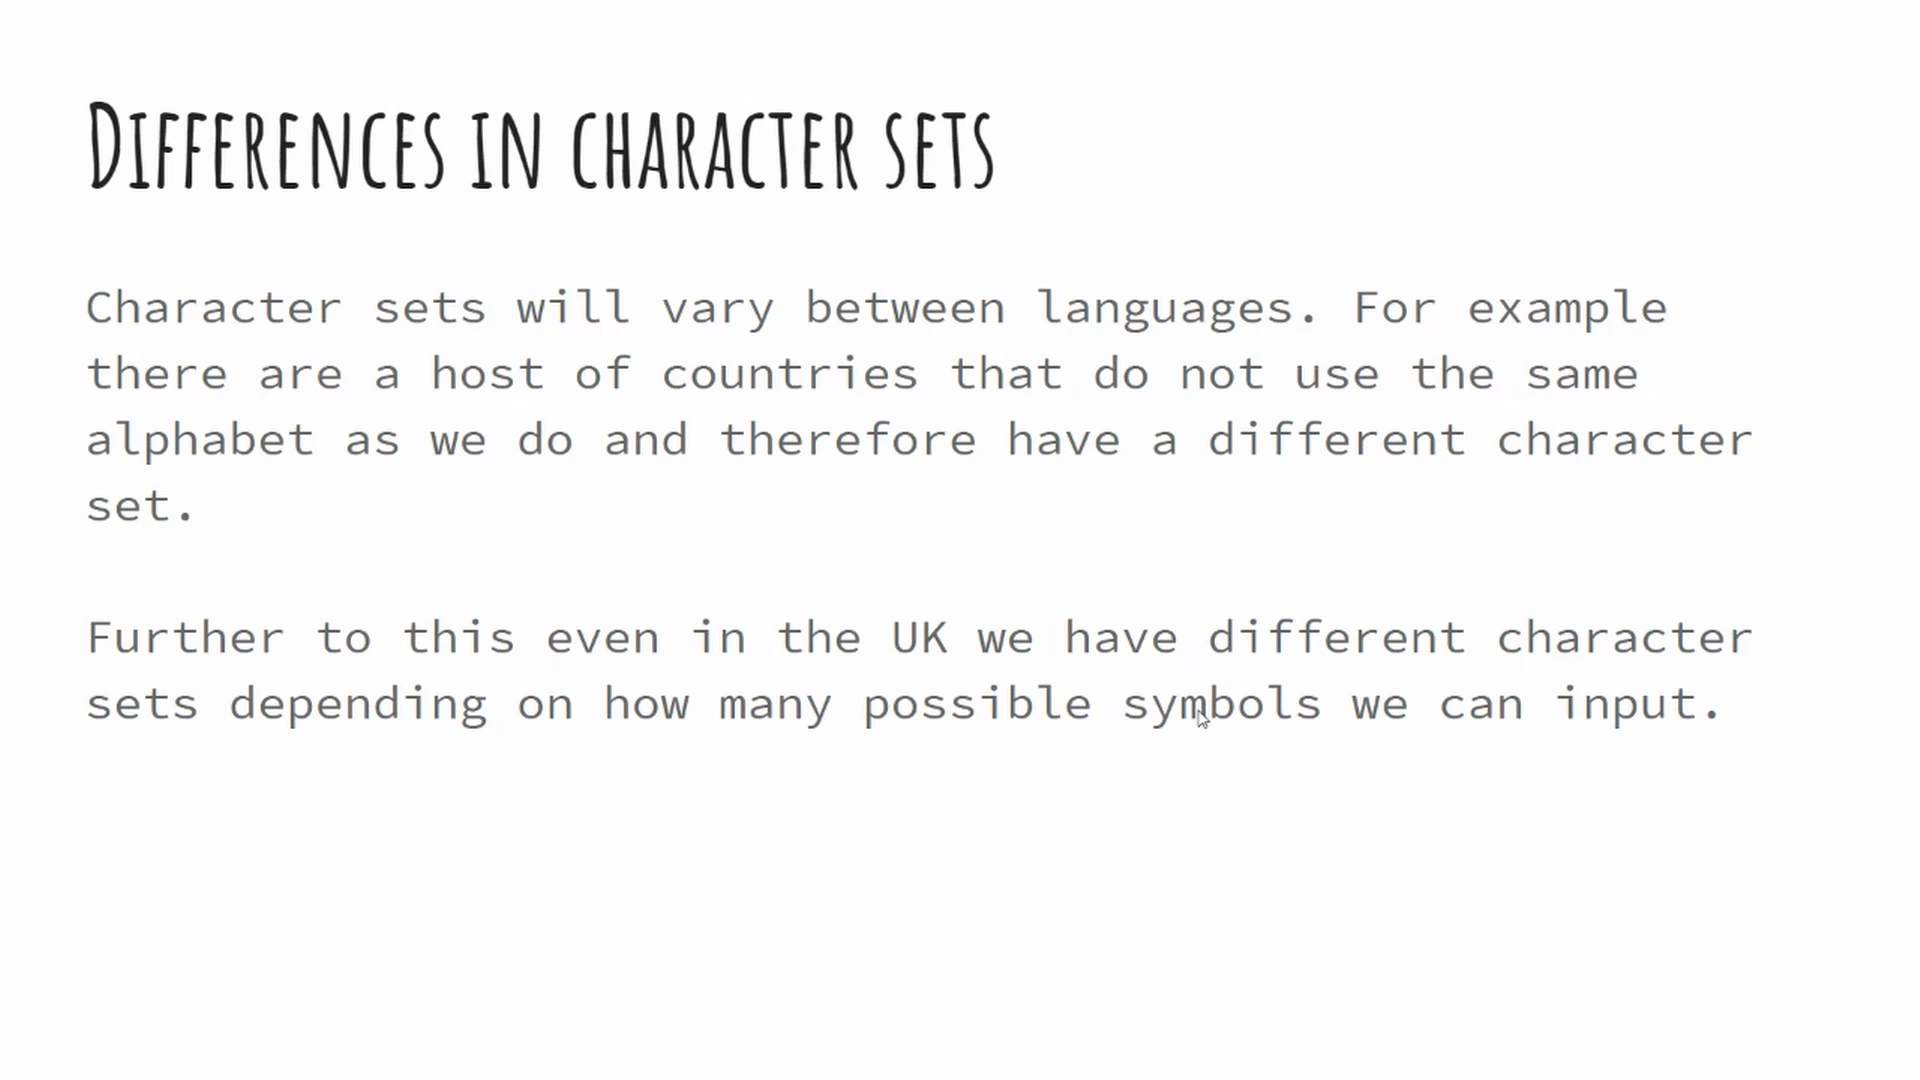 Differences in character sets
Character sets will vary between languages. For example
there are a host of countries that do not use the same
alphabet as we do and therefore have a different character
set.
Further to this even in the UK we have different character
sets depending on how many possible symbols we can input.